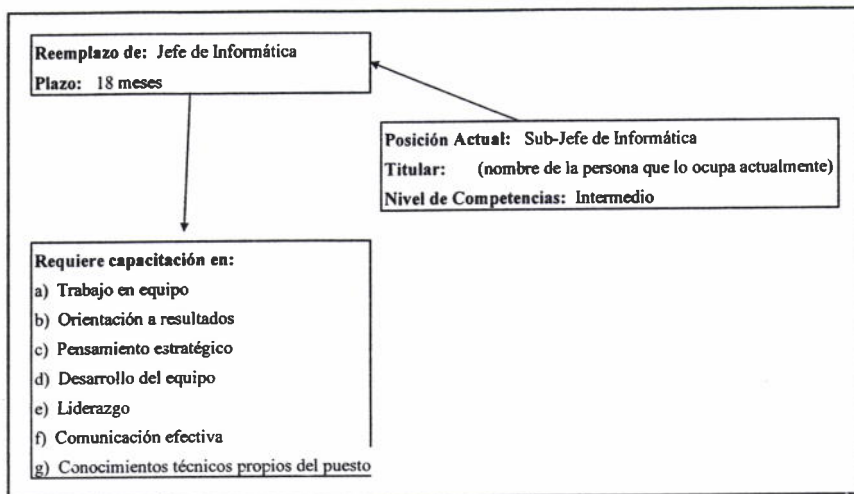 Reemplazo de: Jefe de Informática
Plazo: 18 meses
Posición Actual: Sub-Jefe de Informática
Titular: (nombre de la persona que lo ocupa actualmente)
Nivel de Competencias: Intermedio
Requiere capacitación en:
a) Trabajo en equipo
b) Orientación a resultados
c) Pensamiento estratégico
d) Desarrollo del equipo
e) Liderazgo
f) Comunicación efectiva
g) Conocimientos técnicos propios del puesto